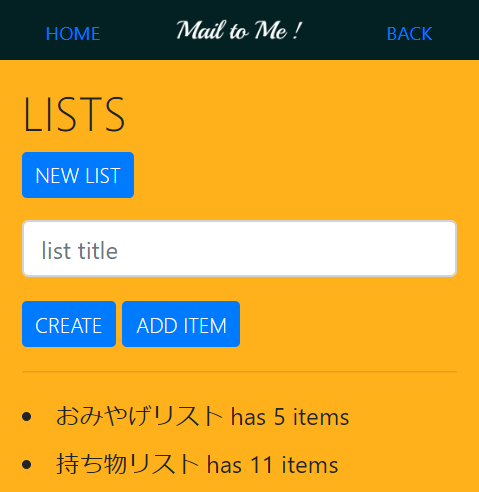 HOME Mail to Me ! BACK
LISTS
NEW LIST
list title
CREATE ADD ITEM
おみやげリスト has 5 items
持ち物リスト has 11 items